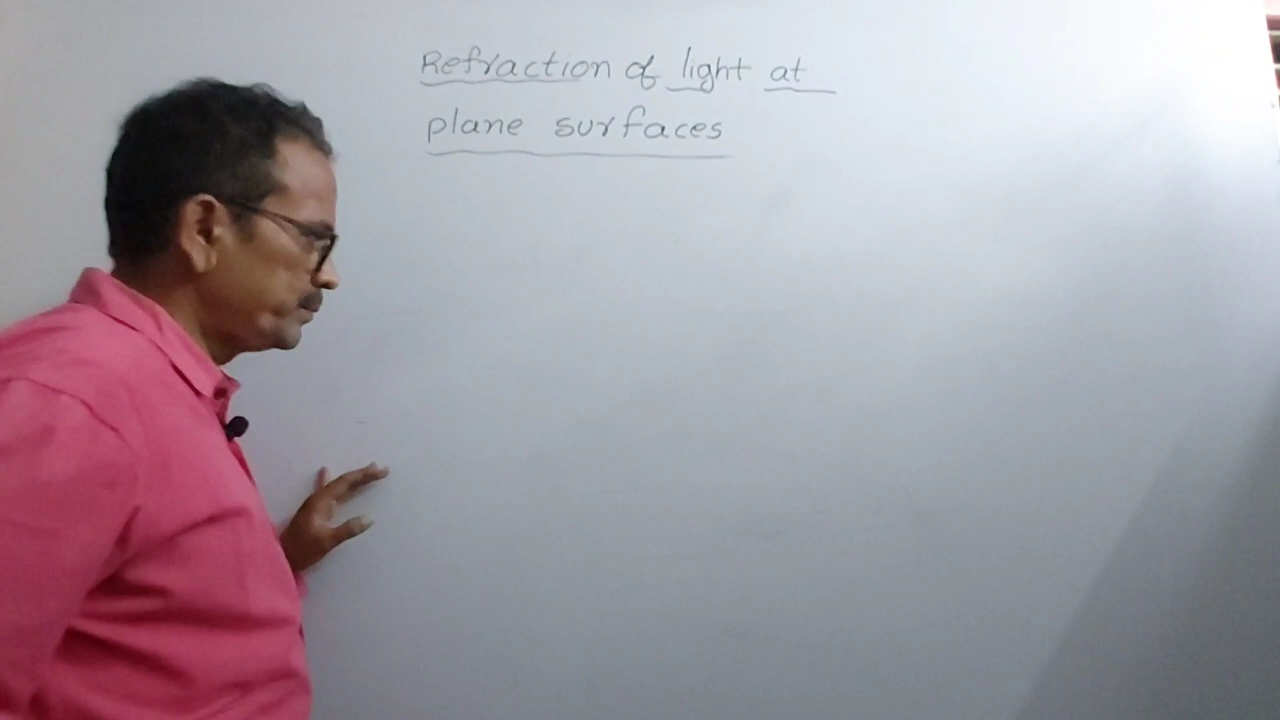 Refraction of light at
plane surfaces